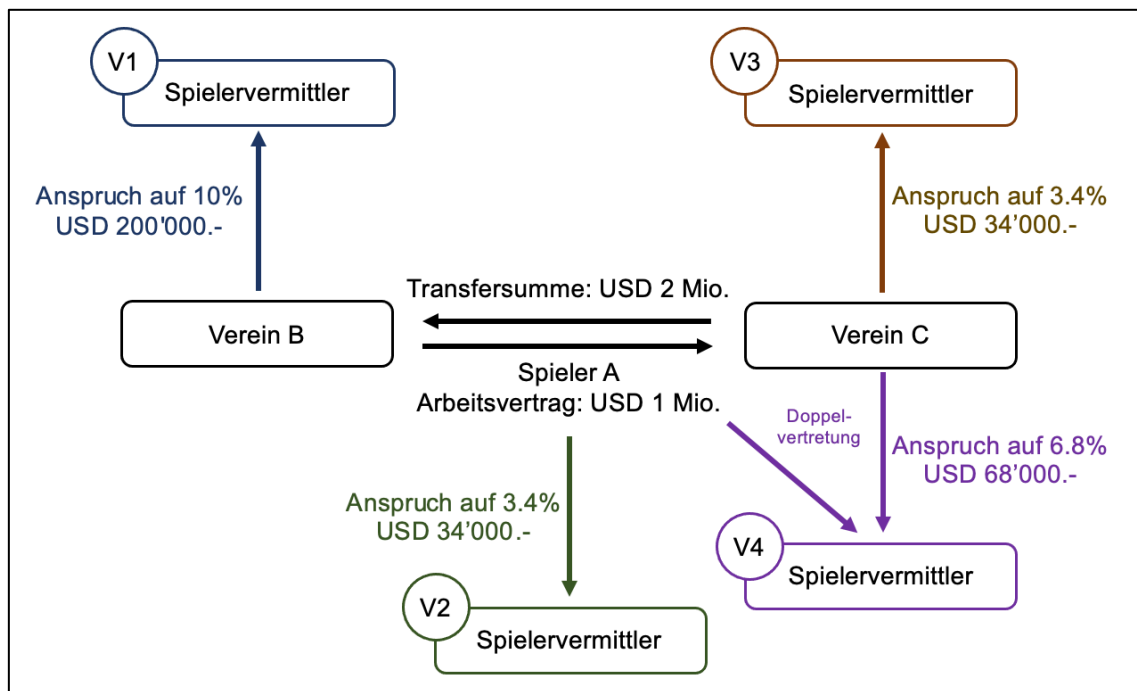 V1
Spielervermittler
V3
Spielervermittler
Anspruch auf 10%
USD 200'000.-
Anspruch auf 3.4%
USD 34’000.-
Transfersumme: USD 2 Mio.
Verein B
Verein C
Spieler A
Arbeitsvertrag: USD 1 Mio.
Doppel-
vertretung
Anspruch auf 6.8%
USD 68’000.-
Anspruch auf 3.4%
USD 34’000.-
V4
Spielervermittler
V2
Spielervermittler